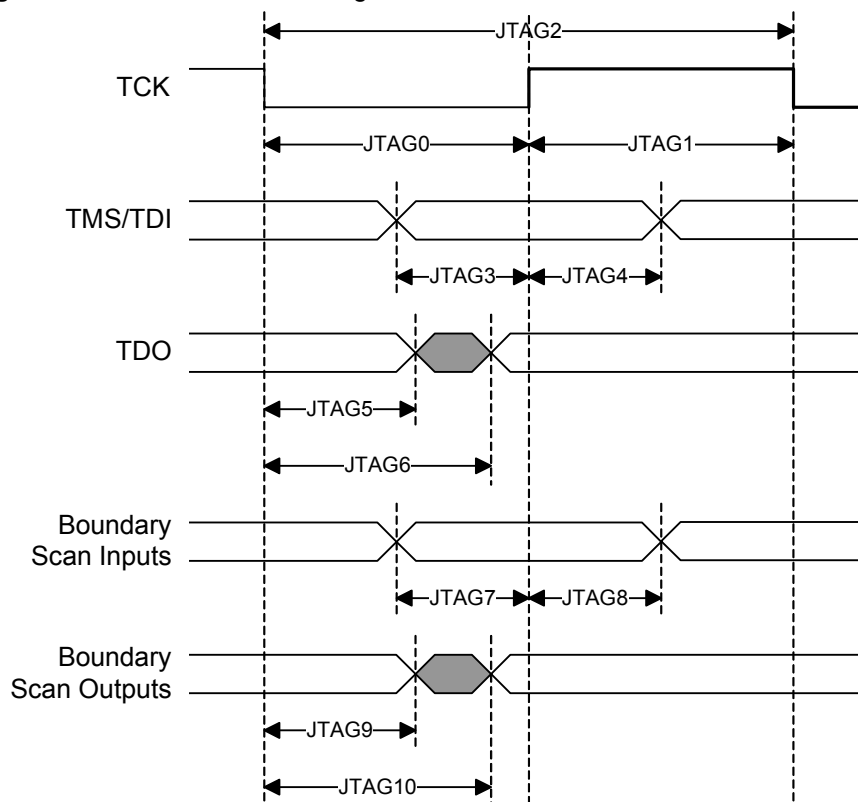 JTAG2
TCK
JTAG0
JTAG1
TMS/TDI
JTAG3
JTAG4
TDO
JTAG5
JTAG6
Boundary
Scan Inputs
JTAG7
JTAG8
Boundary
Scan Outputs
JTAG9
JTAG10